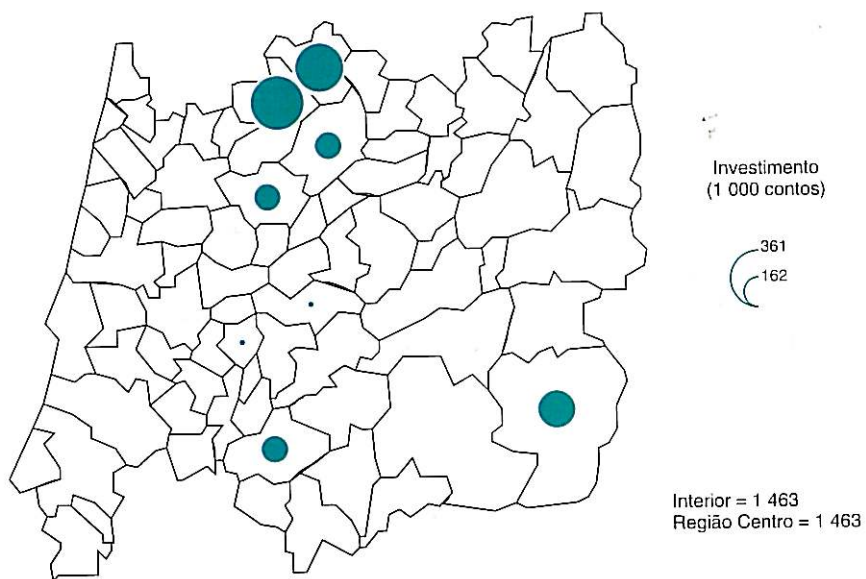 Investimento
(1 000 contos)
361
162
Interior = 1 463
Região Centro = 1 463